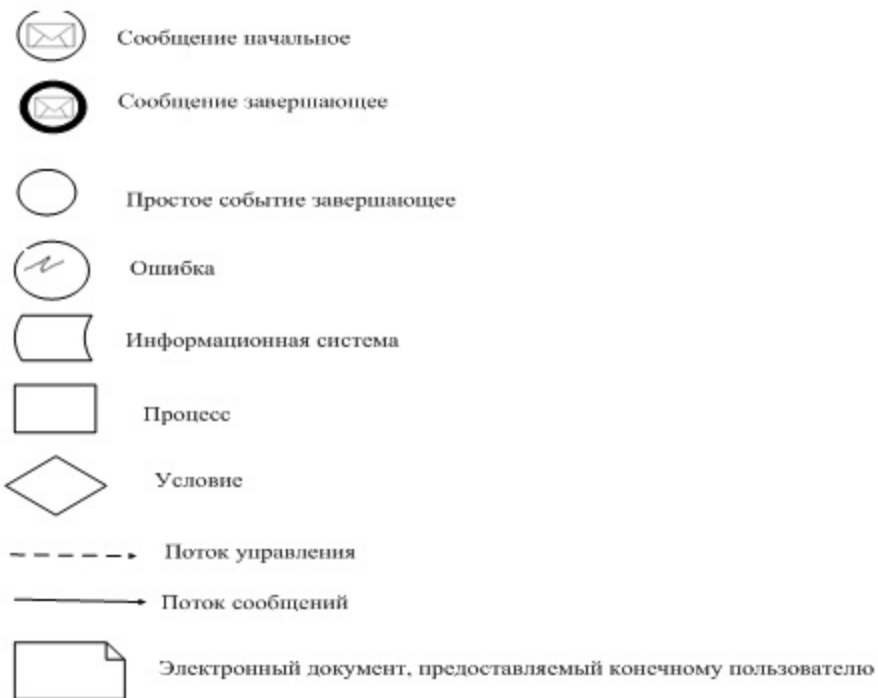 Сообщение начальное
Сообщение завершающее
Простое событие завершающее
Ошибка
Информационная система
Процесс
Условие
Поток управления
Поток сообщений
Электронный документ, предоставляемый конечному пользователю